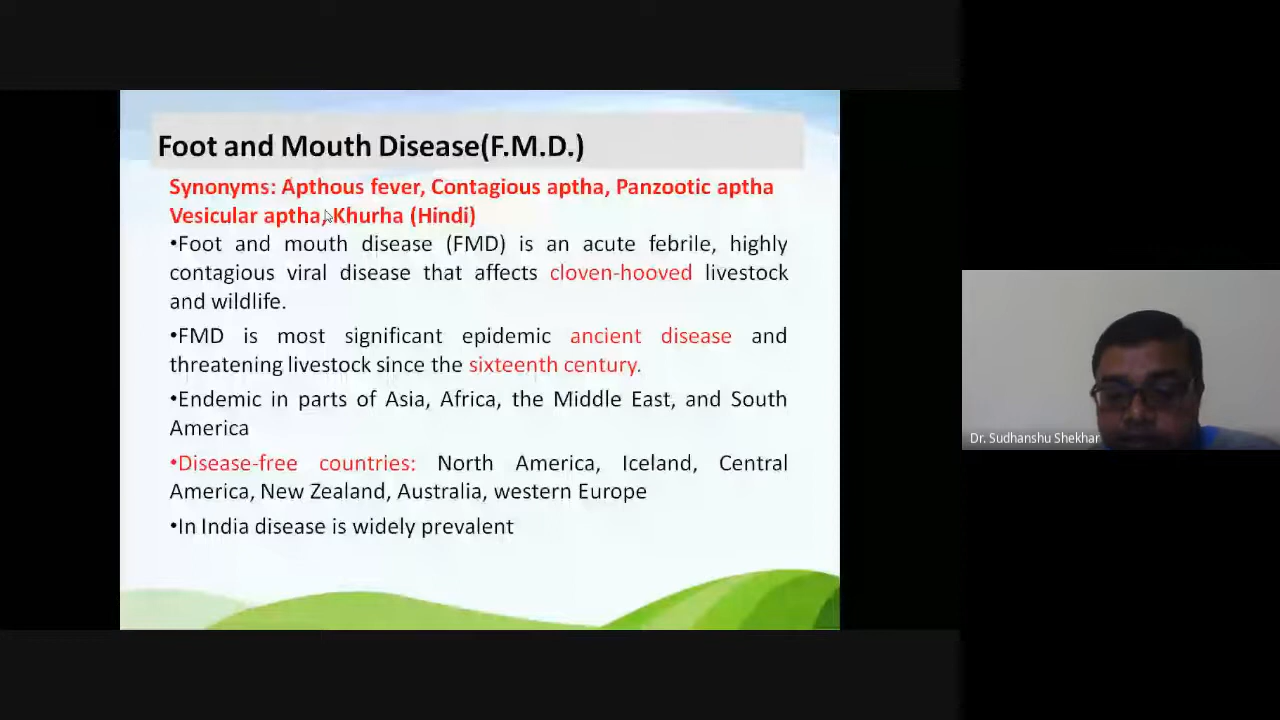 Foot and Mouth Disease(F.M.D.)
Synonyms: Apthous fever, Contagious aptha, Panzootic aptha
Vesicular aptha, Khurha (Hindi)
•Foot and mouth disease (FMD) is an acute febrile, highly
contagious viral disease that affects cloven-hooved livestock
and wildlife.
•FMD is most significant epidemic ancient disease and
threatening livestock since the sixteenth century.
•Endemic in parts of Asia, Africa, the Middle East, and South
America
•Disease-free countries: North America, Iceland, Central
America, New Zealand, Australia, western Europe
•In India disease is widely prevalent
Dr. Sudhanshu Shekhar